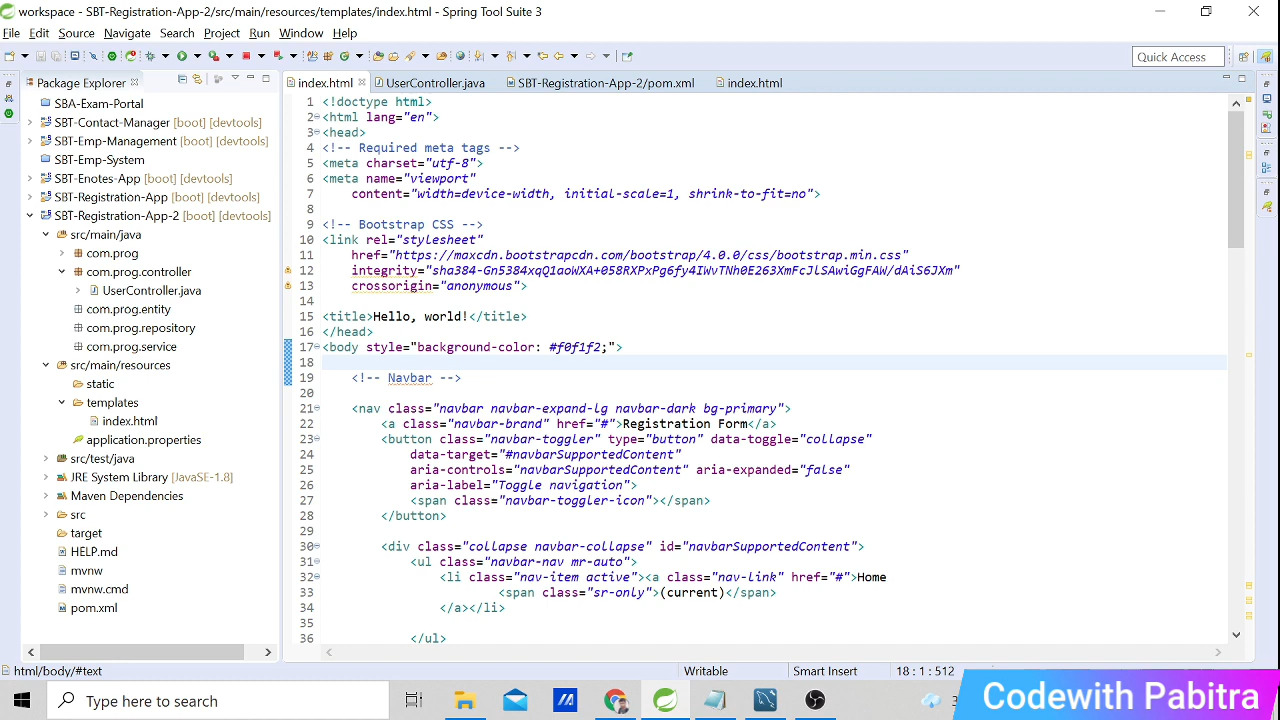 workspace - SBT-Registration-App-2/src/main/resources/templates/index.html - Spring Tool Suite 3
File Edit Source Navigate Search Project Run Window Help
Quick Access
Package Explorer
index.html UserController.java SBT-Registration-App-2/pom.xml index.html
SBA-Exam-Portal
SBT-Contact-Manager [boot] [devtools]
SBT-Emp-Management [boot] [devtools]
SBT-Emp-System
SBT-Enotes-App [boot] [devtools]
SBT-Registration-App [boot] [devtools]
SBT-Registration-App-2 [boot] [devtools]
src/main/java
com.prog
com.prog.controller
UserController.java
com.prog.entity
com.prog.repository
com.prog.service
src/main/resources
static
templates
index.html
application.properties
src/test/java
JRE System Library [JavaSE-1.8]
Maven Dependencies
src
target
HELP.md
mvnw
mvnw.cmd
pom.xml
1 <!doctype html>
2 <html lang="en">
3 <head>
4 <!-- Required meta tags -->
5 <meta charset="utf-8">
6 <meta name="viewport"
7 content="width=device-width, initial-scale=1, shrink-to-fit=no">
8
9 <!-- Bootstrap CSS -->
10 <link rel="stylesheet"
11 href="https://maxcdn.bootstrapcdn.com/bootstrap/4.0.0/css/bootstrap.min.css"
12 integrity="sha384-Gn5384xqQ1aoWXA+058RXPxPg6fy4IWvTNh0E263XmFcJlSAwiGgFAW/dAiS6JXm"
13 crossorigin="anonymous">
14
15 <title>Hello, world!</title>
16 </head>
17 <body style="background-color: #f0f1f2;">
18
19 <!-- Navbar -->
20
21 <nav class="navbar navbar-expand-lg navbar-dark bg-primary">
22 <a class="navbar-brand" href="#">Registration Form</a>
23 <button class="navbar-toggler" type="button" data-toggle="collapse"
24 data-target="#navbarSupportedContent"
25 aria-controls="navbarSupportedContent" aria-expanded="false"
26 aria-label="Toggle navigation">
27 <span class="navbar-toggler-icon"></span>
28 </button>
29
30 <div class="collapse navbar-collapse" id="navbarSupportedContent">
31 <ul class="navbar-nav mr-auto">
32 <li class="nav-item active"><a class="nav-link" href="#">Home
33 <span class="sr-only">(current)</span>
34 </a></li>
35
36 </ul>
html/body/#text Writable Smart Insert 18 : 1 : 512
Type here to search
Codewith Pabitra